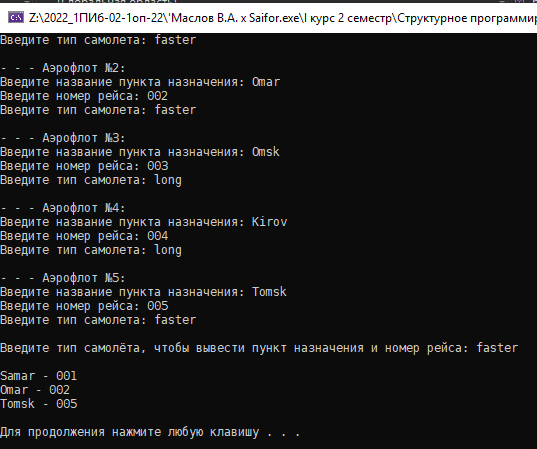 Z:\2022_1ПИб-02-1оп-22\'Маслов В.А. x Saifor.exe\I курс 2 семестр\Структурное программи
Введите тип самолета: faster
- - - Аэрофлот №2:
Введите название пункта назначения: Omar
Введите номер рейса: 002
Введите тип самолета: faster
- - - Аэрофлот №3:
Введите название пункта назначения: Omsk
Введите номер рейса: 003
Введите тип самолета: long
- - - Аэрофлот №4:
Введите название пункта назначения: Kirov
Введите номер рейса: 004
Введите тип самолета: long
- - - Аэрофлот №5:
Введите название пункта назначения: Tomsk
Введите номер рейса: 005
Введите тип самолета: faster
Введите тип самолёта, чтобы вывести пункт назначения и номер рейса: faster
Samar - 001
Omar - 002
Tomsk - 005
Для продолжения нажмите любую клавишу . . .